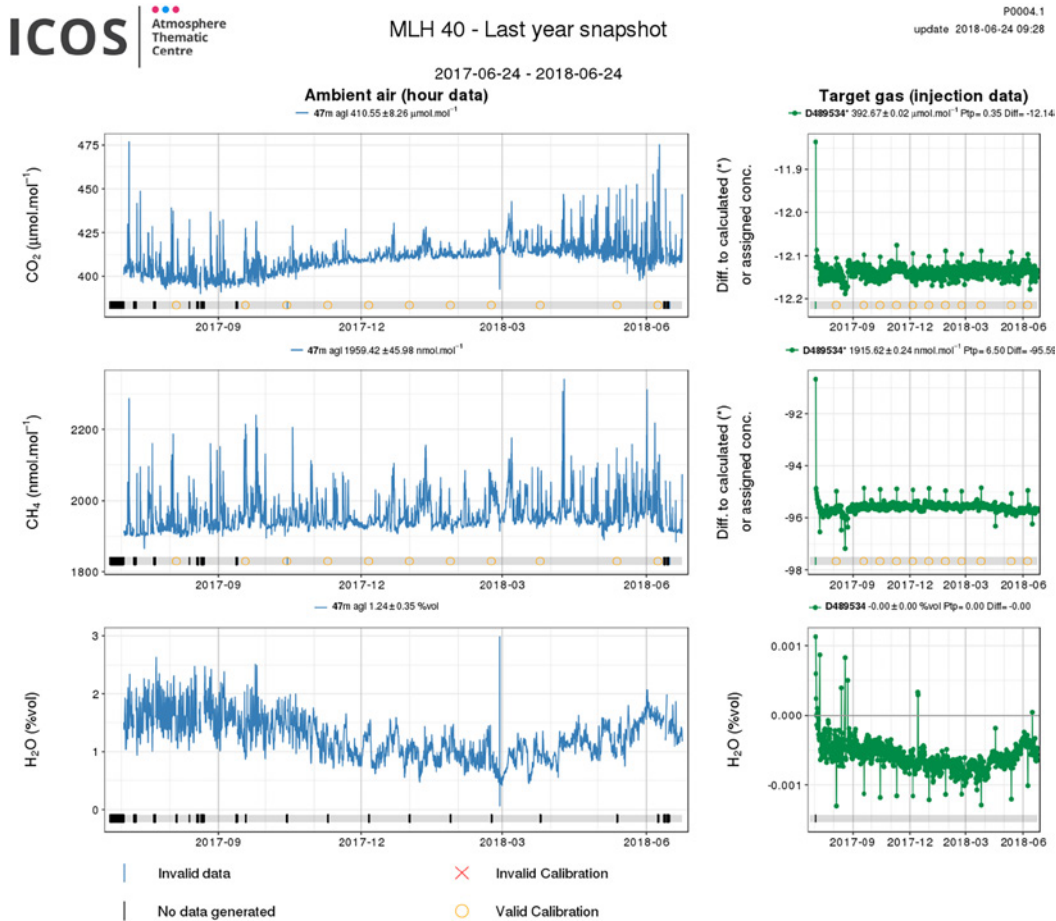 ICOS
Atmosphere
Thematic
Centre
MLH 40 - Last year snapshot
P0004.1
update 2018-06-24 09:28
2017-06-24 - 2018-06-24
Ambient air (hour data)
Target gas (injection data)
47m agl 410.55 ±8.26 μmol.mol⁻¹
D489534* 392.67±0.02 μmol.mol⁻¹ Ptp= 0.35 Diff= -12.14
CO₂ (μmol.mol⁻¹)
475
450
425
400
2017-09
2017-12
2018-03
2018-06
Diff. to calculated (*)
or assigned conc.
-11.9
-12.0
-12.1
-12.2
2017-09
2017-12
2018-03
2018-06
47m agl 1959.42 ±45.98 nmol.mol⁻¹
D489534* 1915.62±0.24 nmol.mol⁻¹ Ptp= 6.50 Diff= -95.59
CH₄ (nmol.mol⁻¹)
2200
2000
1800
2017-09
2017-12
2018-03
2018-06
Diff. to calculated (*)
or assigned conc.
-92
-94
-96
-98
2017-09
2017-12
2018-03
2018-06
47m agl 1.24 ±0.35 %vol
D489534 -0.00±0.00 %vol Ptp= 0.00 Diff= -0.00
H₂O (%vol)
3
2
1
0
2017-09
2017-12
2018-03
2018-06
H₂O (%vol)
0.001
0.000
-0.001
2017-09
2017-12
2018-03
2018-06
Invalid data
Invalid Calibration
No data generated
Valid Calibration